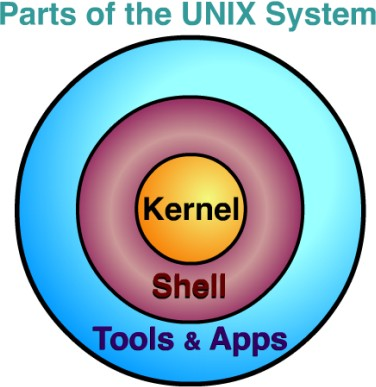 Parts of the UNIX System
Kernel
Shell
Tools & Apps